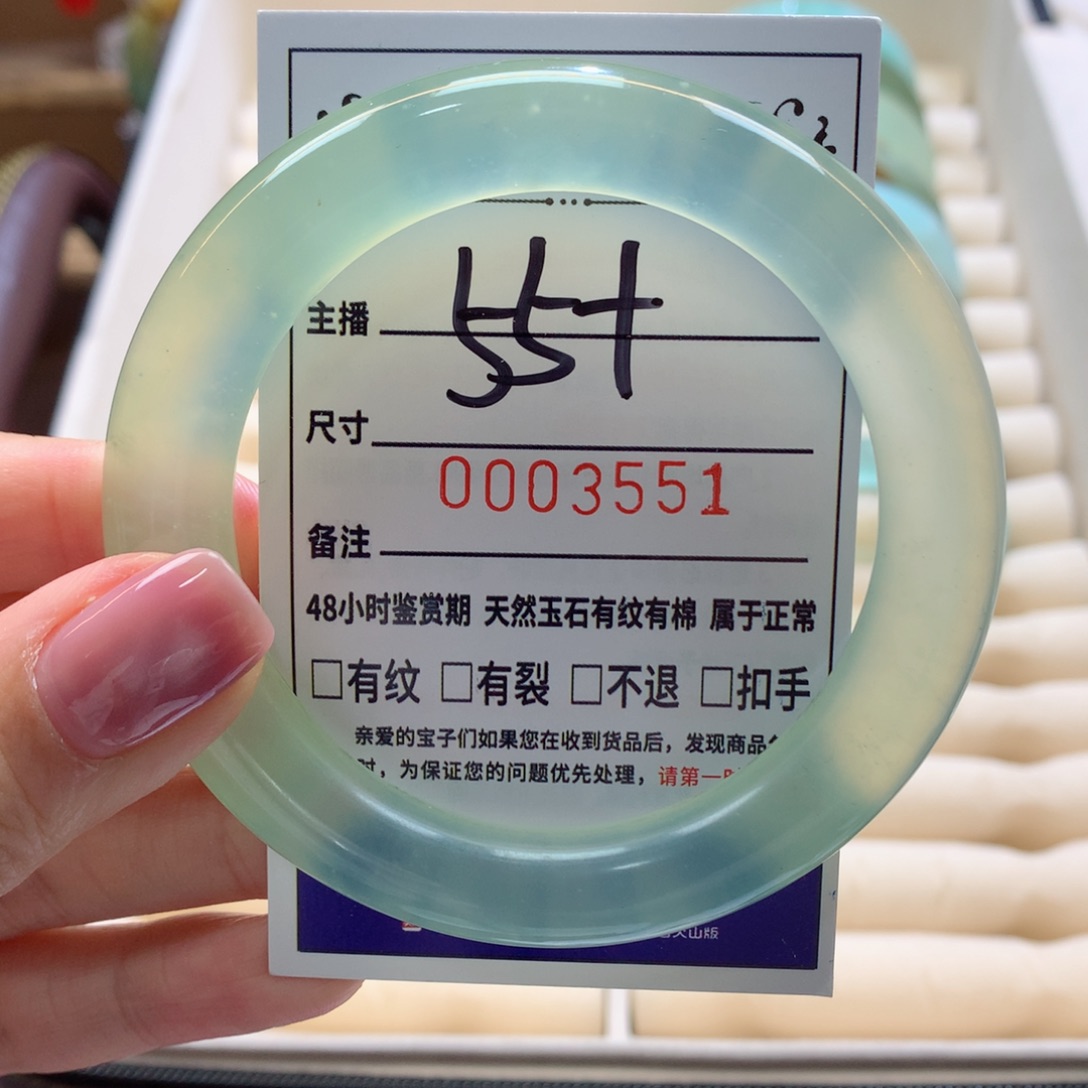 主播 55+
尺寸
0003551
备注
48小时鉴赏期 天然玉石有纹有棉 属于正常
□有纹 □有裂 □不退 □扣手
亲爱的宝子们如果您在收到货品后，发现商品
时，为保证您的问题优先处理，请第一
山版